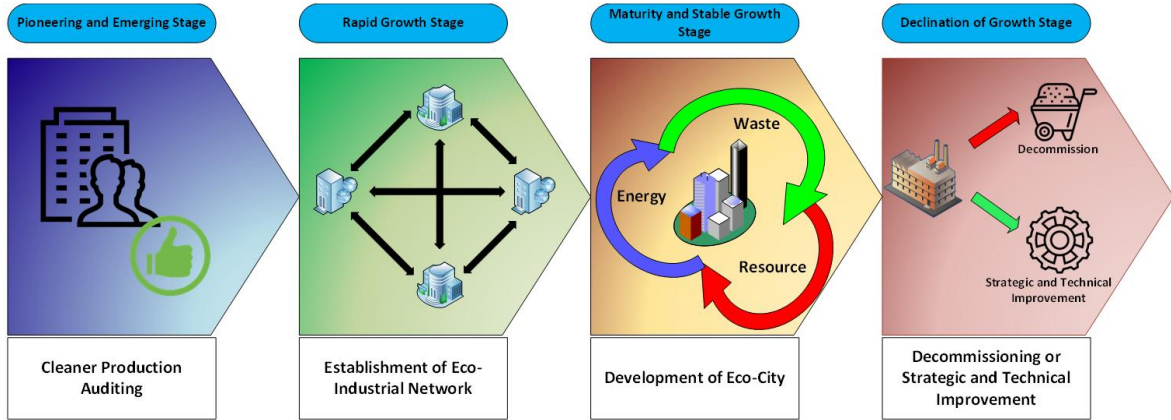 Pioneering and Emerging Stage
Rapid Growth Stage
Maturity and Stable Growth
Stage
Declination of Growth Stage
Waste
Energy
Resource
Decommission
Strategic and Technical
Improvement
Cleaner Production
Auditing
Establishment of Eco-
Industrial Network
Development of Eco-City
Decommissioning or
Strategic and Technical
Improvement